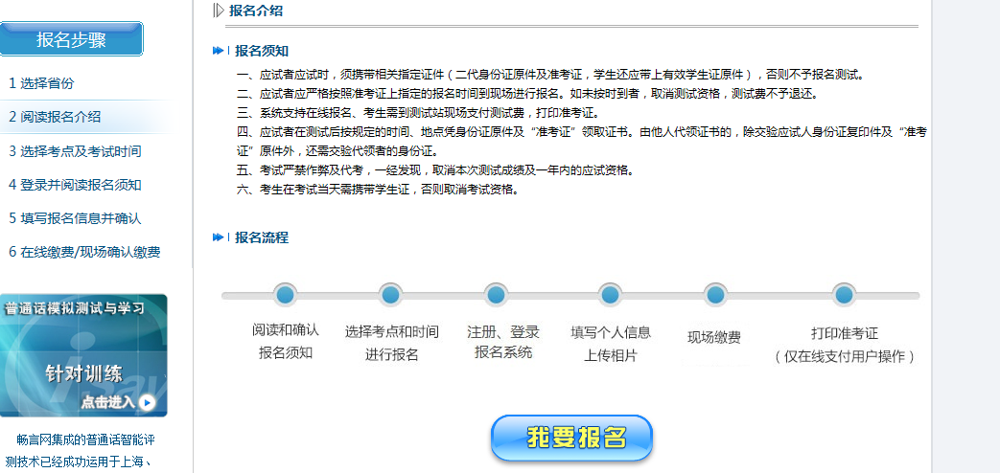 报名步骤
1 选择省份
2 阅读报名介绍
3 选择考点及考试时间
4 登录并阅读报名须知
5 填写报名信息并确认
6 在线缴费/现场确认缴费
普通话模拟测试与学习
针对训练
点击进入
畅言网集成的普通话智能评
测技术已经成功运用于上海、
报名介绍
报名须知
一、应试者应试时，须携带相关指定证件（二代身份证原件及准考证，学生还应带上有效学生证原件），否则不予报名测试。
二、应试者应严格按照准考证上指定的报名时间到现场进行报名。如未按时到者，取消测试资格，测试费不予退还。
三、系统支持在线报名、考生需到测试站现场支付测试费，打印准考证。
四、应试者在测试后按规定的时间、地点凭身份证原件及“准考证”领取证书。由他人代领证书的，除交验应试人身份证复印件及“准考
证”原件外，还需交验代领者的身份证。
五、考试严禁作弊及代考，一经发现，取消本次测试成绩及一年内的应试资格。
六、考生在考试当天需携带学生证，否则取消考试资格。
报名流程
阅读和确认
报名须知
选择考点和时间
进行报名
注册、登录
报名系统
填写个人信息
上传相片
现场缴费
打印准考证
（仅在线支付用户操作）
我要报名